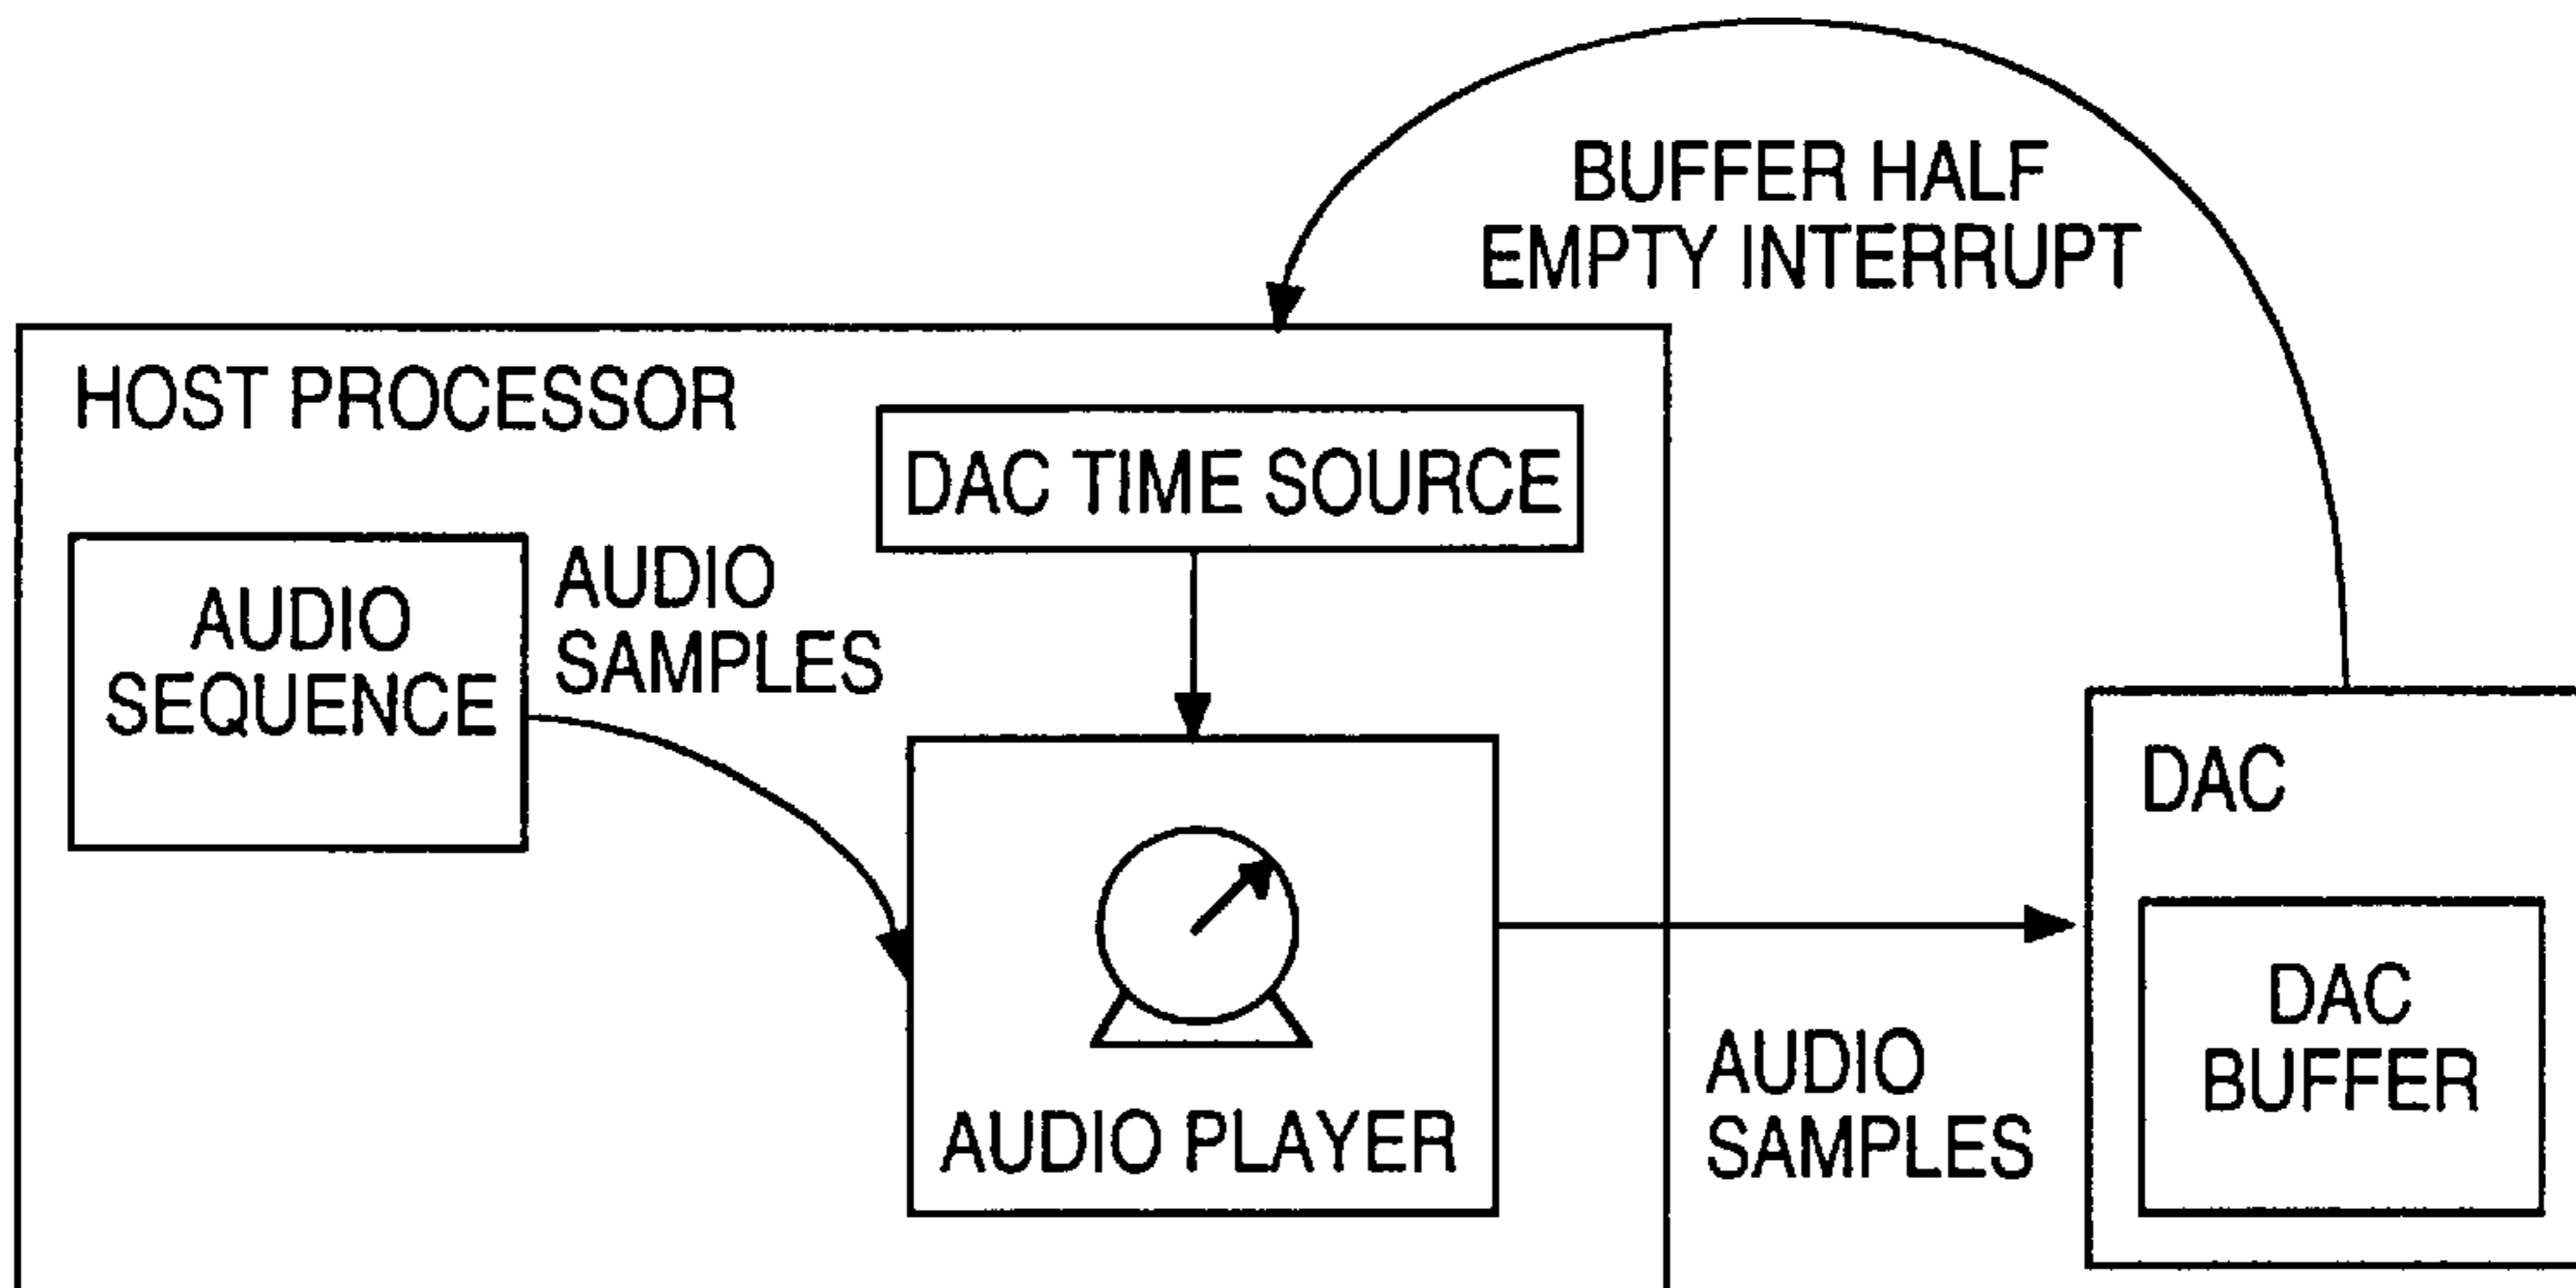 BUFFER HALF
EMPTY INTERRUPT
HOST PROCESSOR
DAC TIME SOURCE
AUDIO
SEQUENCE
AUDIO
SAMPLES
DAC
DAC
BUFFER
AUDIO PLAYER
AUDIO
SAMPLES